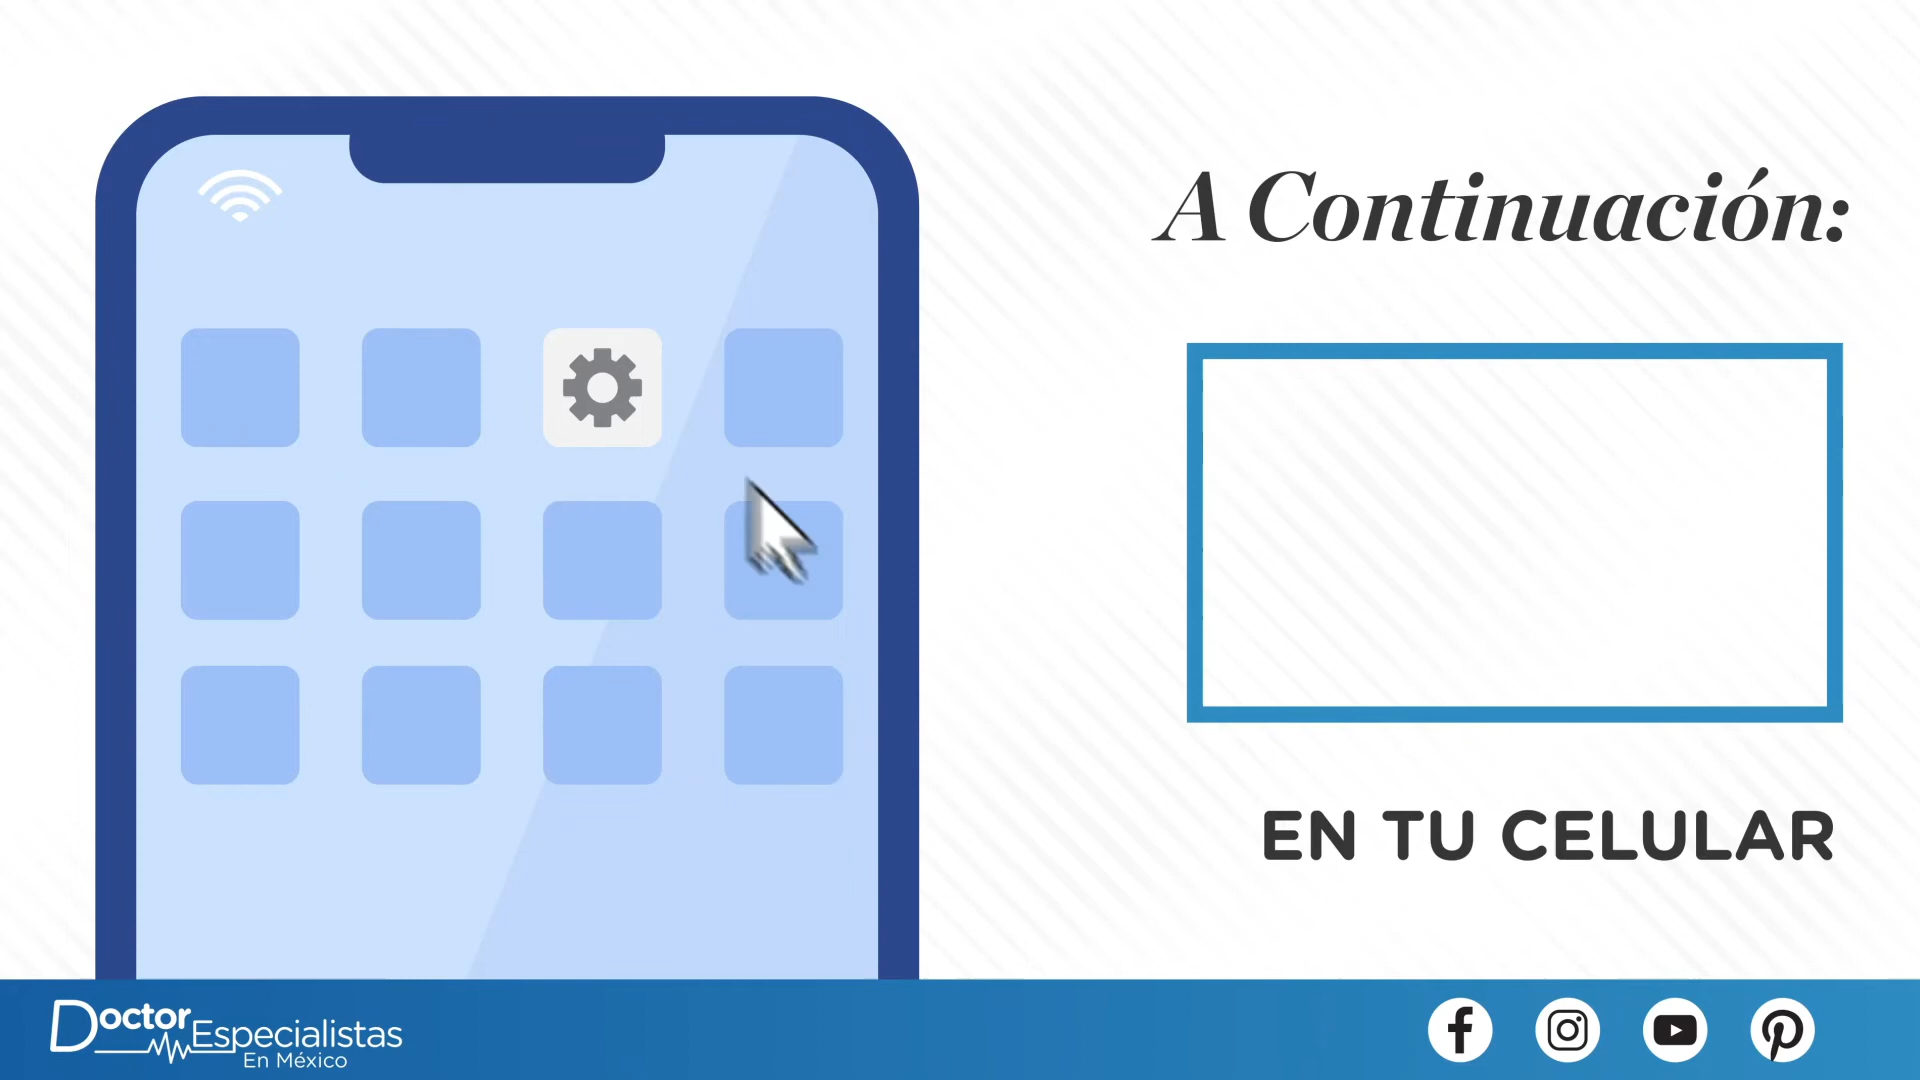 A Continuación:
EN TU CELULAR
Doctor
Especialistas
En México